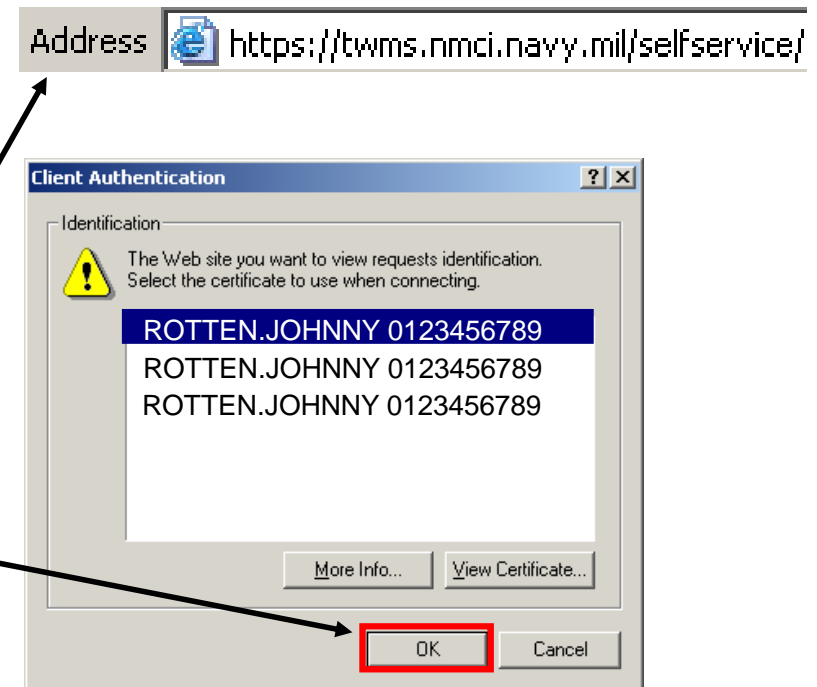 Address https://twms.nmci.navy.mil/selfservice/
Client Authentication
Identification
The Web site you want to view requests identification.
Select the certificate to use when connecting.
ROTTEN.JOHNNY 0123456789
ROTTEN.JOHNNY 0123456789
ROTTEN.JOHNNY 0123456789
More Info... View Certificate...
OK Cancel